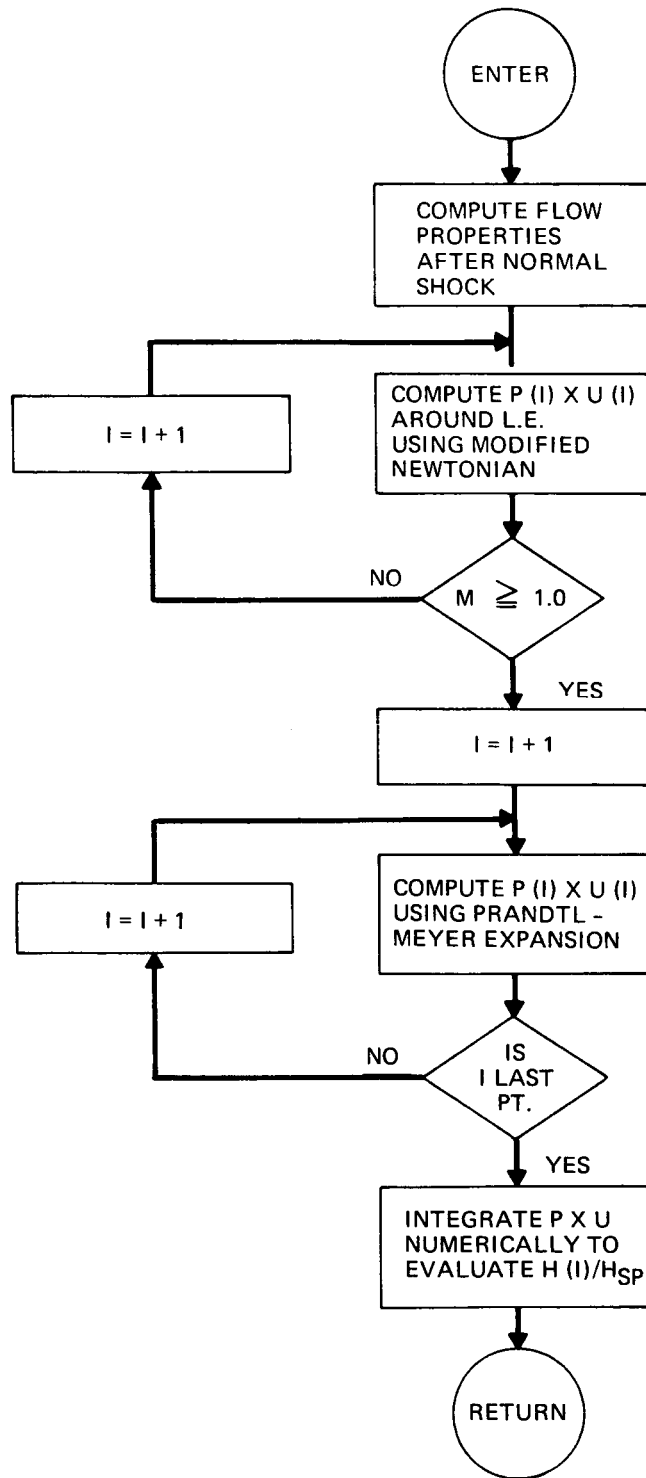 ENTER
COMPUTE FLOW
PROPERTIES
AFTER NORMAL
SHOCK
I = I + 1
COMPUTE P (I) X U (I)
AROUND L.E.
USING MODIFIED
NEWTONIAN
NO
M ≧ 1.0
YES
I = I + 1
I = I + 1
COMPUTE P (I) X U (I)
USING PRANDTL -
MEYER EXPANSION
NO
IS
I LAST
PT.
YES
INTEGRATE P X U
NUMERICALLY TO
EVALUATE H (I)/HSP
RETURN